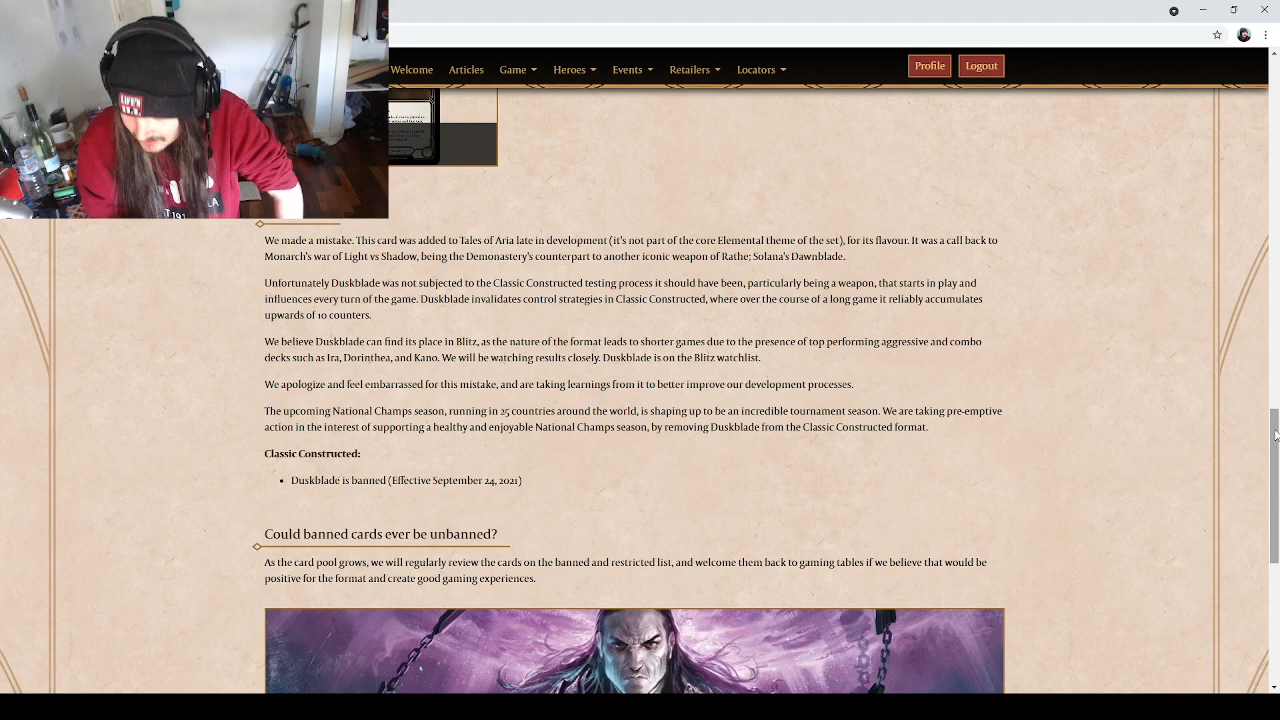 Welcome Articles Game Heroes Events Retailers Locators Profile Logout
We made a mistake. This card was added to Tales of Aria late in development (it's not part of the core Elemental theme of the set), for its flavour. It was a call back to
Monarch's war of Light vs Shadow, being the Demonastery's counterpart to another iconic weapon of Rathe; Solana's Dawnblade.
Unfortunately Duskblade was not subjected to the Classic Constructed testing process it should have been, particularly being a weapon, that starts in play and
influences every turn of the game. Duskblade invalidates control strategies in Classic Constructed, where over the course of a long game it reliably accumulates
upwards of 10 counters.
We believe Duskblade can find its place in Blitz, as the nature of the format leads to shorter games due to the presence of top performing aggressive and combo
decks such as Ira, Dorinthea, and Kano. We will be watching results closely. Duskblade is on the Blitz watchlist.
We apologize and feel embarrassed for this mistake, and are taking learnings from it to better improve our development processes.
The upcoming National Champs season, running in 25 countries around the world, is shaping up to be an incredible tournament season. We are taking pre-emptive
action in the interest of supporting a healthy and enjoyable National Champs season, by removing Duskblade from the Classic Constructed format.
Classic Constructed:
• Duskblade is banned (Effective September 24, 2021)
Could banned cards ever be unbanned?
As the card pool grows, we will regularly review the cards on the banned and restricted list, and welcome them back to gaming tables if we believe that would be
positive for the format and create good gaming experiences.